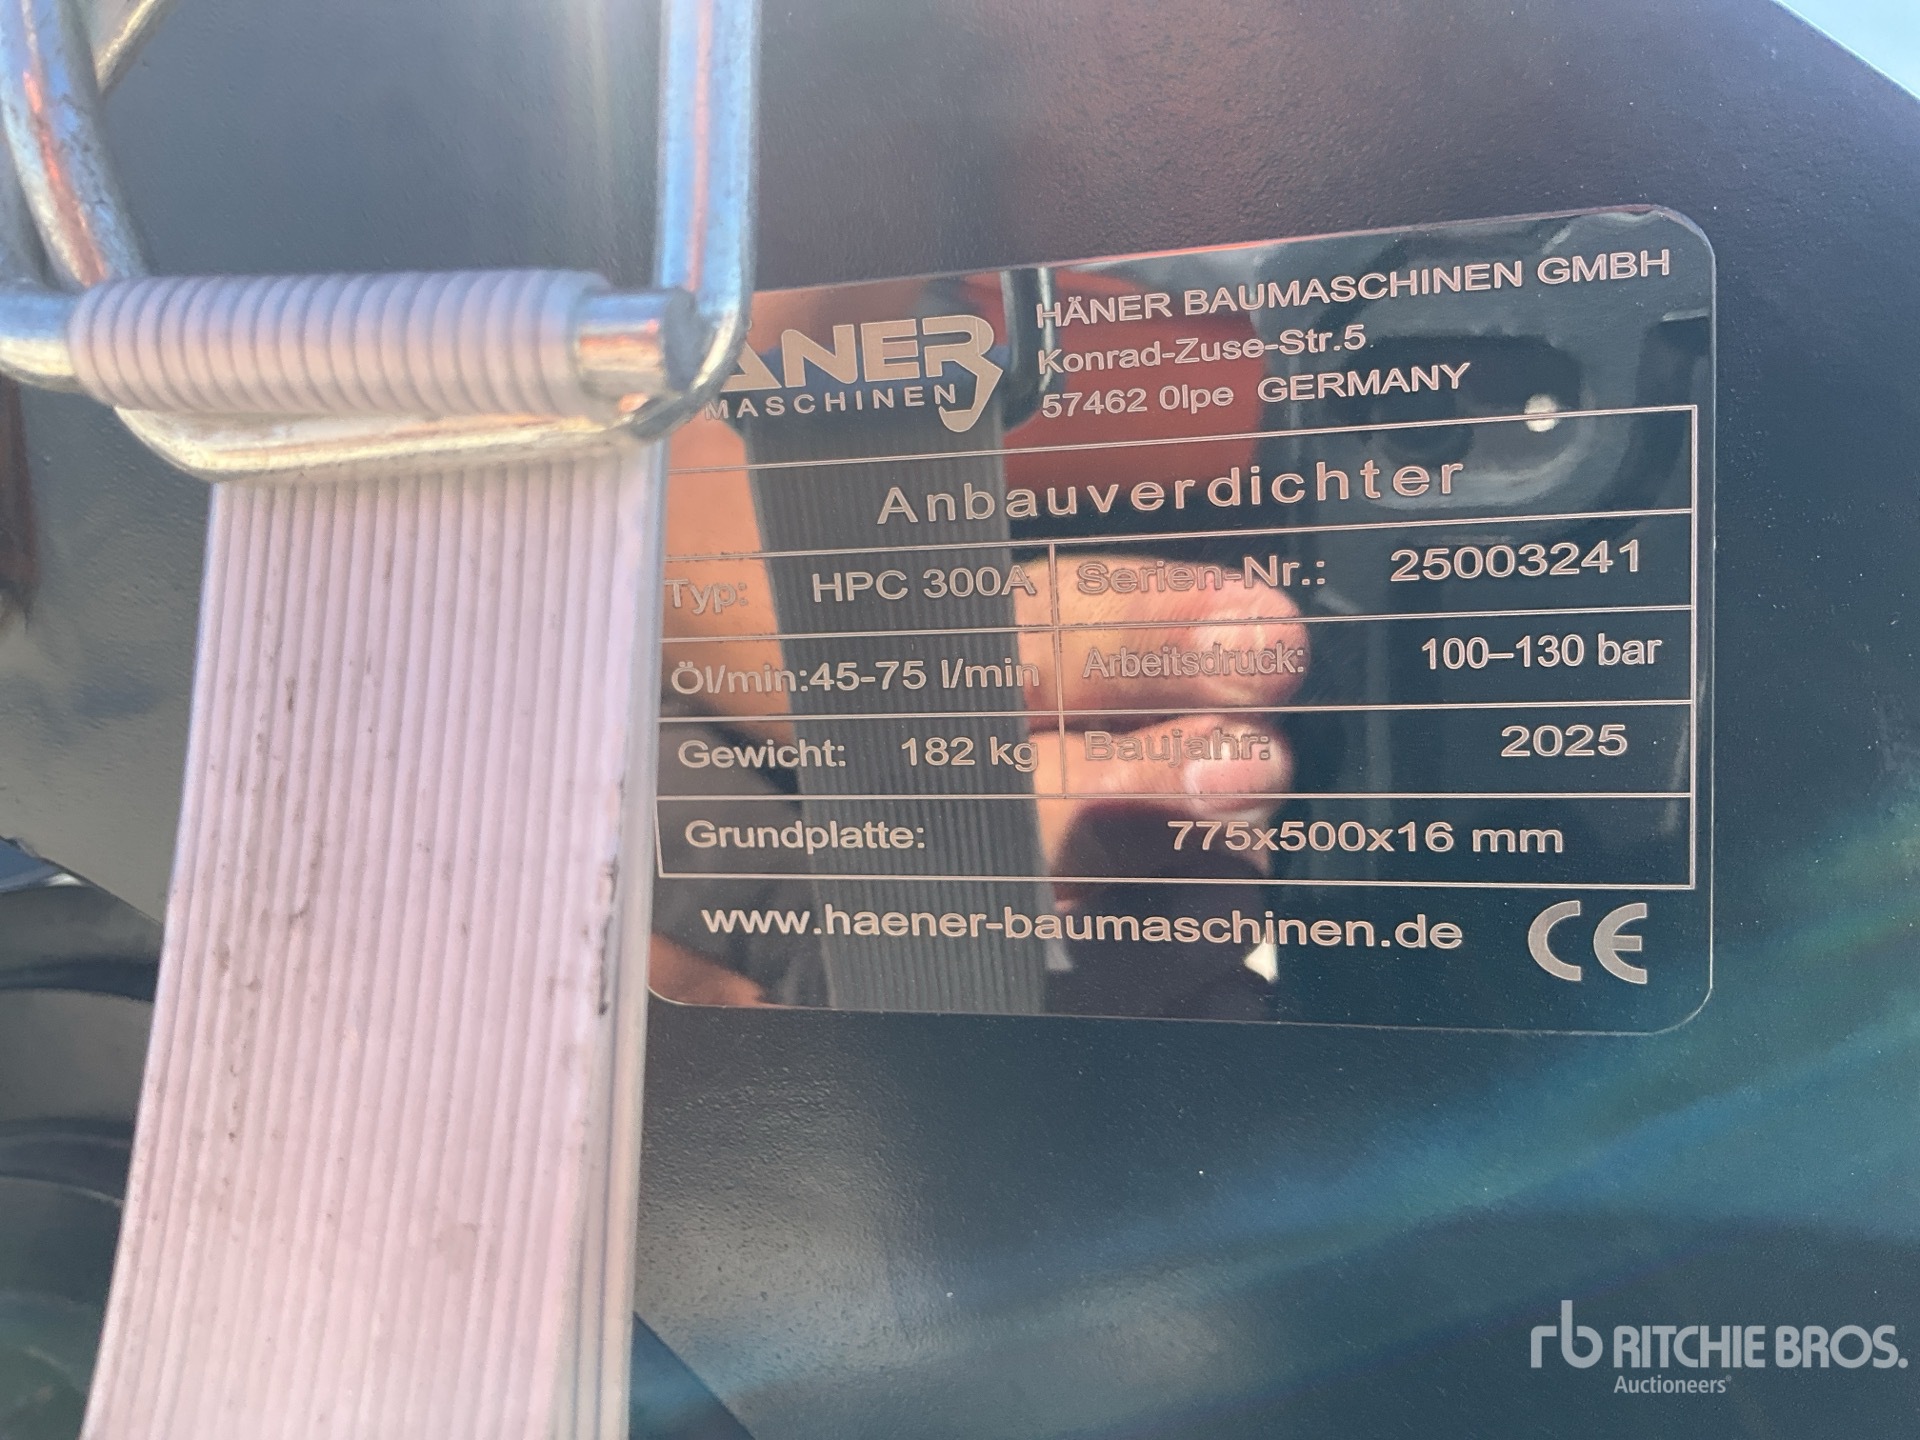 HÄNER BAUMASCHINEN GMBH
Konrad-Zuse-Str.5
57462 Olpe GERMANY
MASCHINEN
Anbauverdichter
Typ: HPC 300A Serien-Nr.: 25003241
Öl/min:45-75 l/min Arbeitsdruck: 100–130 bar
Gewicht: 182 kg Baujahr: 2025
Grundplatte: 775x500x16 mm
www.haener-baumaschinen.de CE
rb RITCHIE BROS.
Auctioneers